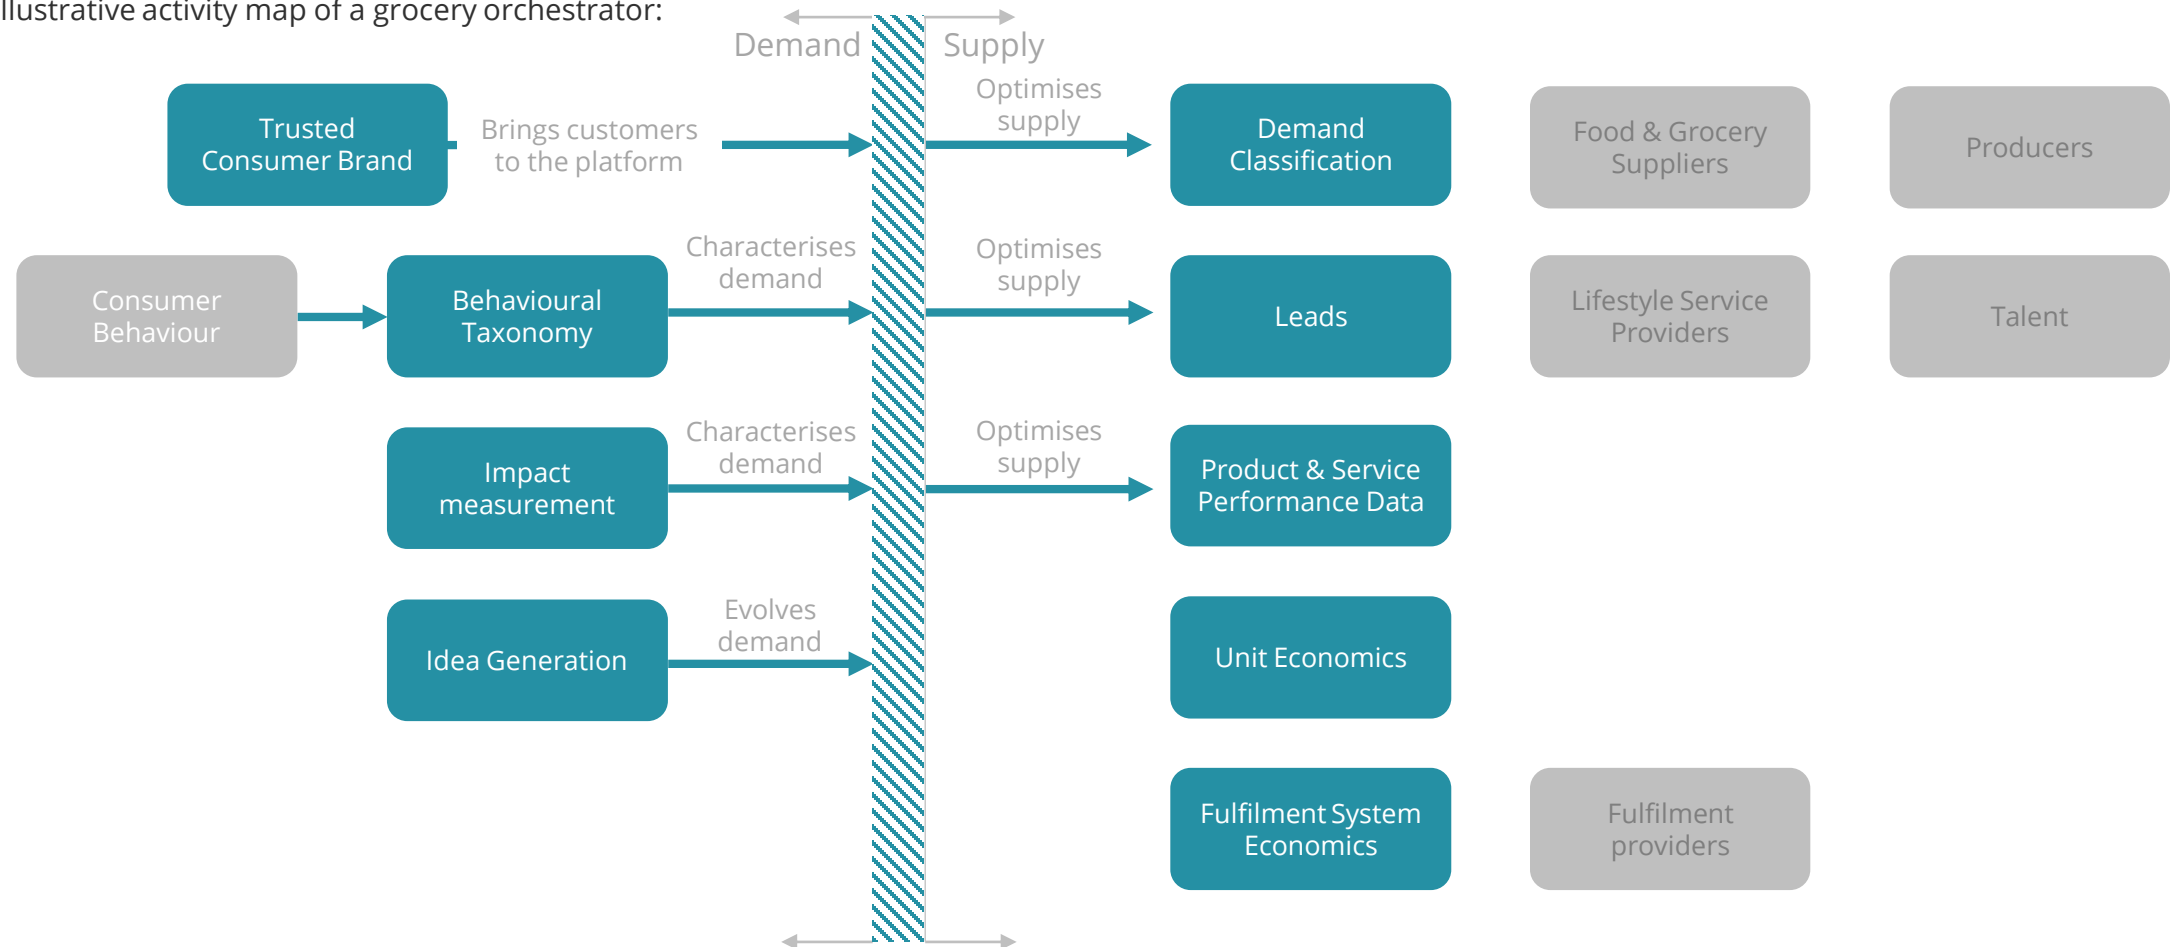 llustrative activity map of a grocery orchestrator:
Demand
Supply
Trusted
Consumer Brand
Brings customers
to the platform
Optimises
supply
Demand
Classification
Food & Grocery
Suppliers
Producers
Consumer
Behaviour
Behavioural
Taxonomy
Characterises
demand
Optimises
supply
Leads
Lifestyle Service
Providers
Talent
Impact
measurement
Characterises
demand
Optimises
supply
Product & Service
Performance Data
Idea Generation
Evolves
demand
Unit Economics
Fulfilment System
Economics
Fulfilment
providers